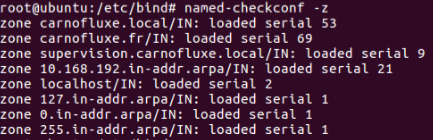 root@ubuntu:/etc/bind# named-checkconf -z
zone carnofluxe.local/IN: loaded serial 53
zone carnofluxe.fr/IN: loaded serial 69
zone supervision.carnofluxe.local/IN: loaded serial 9
zone 10.168.192.in-addr.arpa/IN: loaded serial 21
zone localhost/IN: loaded serial 2
zone 127.in-addr.arpa/IN: loaded serial 1
zone 0.in-addr.arpa/IN: loaded serial 1
zone 255.in-addr.arpa/IN: loaded serial 1